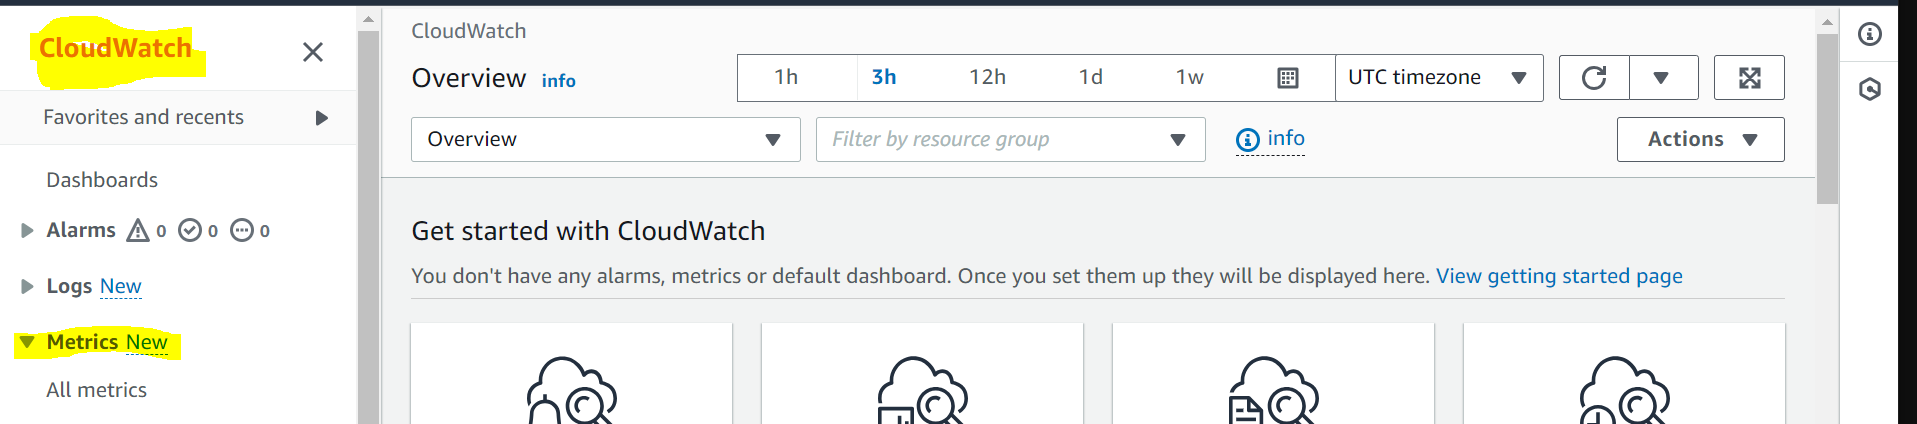 CloudWatch
Favorites and recents
Dashboards
Alarms 0 0 0
Logs New
Metrics New
All metrics
CloudWatch
Overview info
1h 3h 12h 1d 1w UTC timezone
Overview Filter by resource group info Actions
Get started with CloudWatch
You don't have any alarms, metrics or default dashboard. Once you set them up they will be displayed here. View getting started page